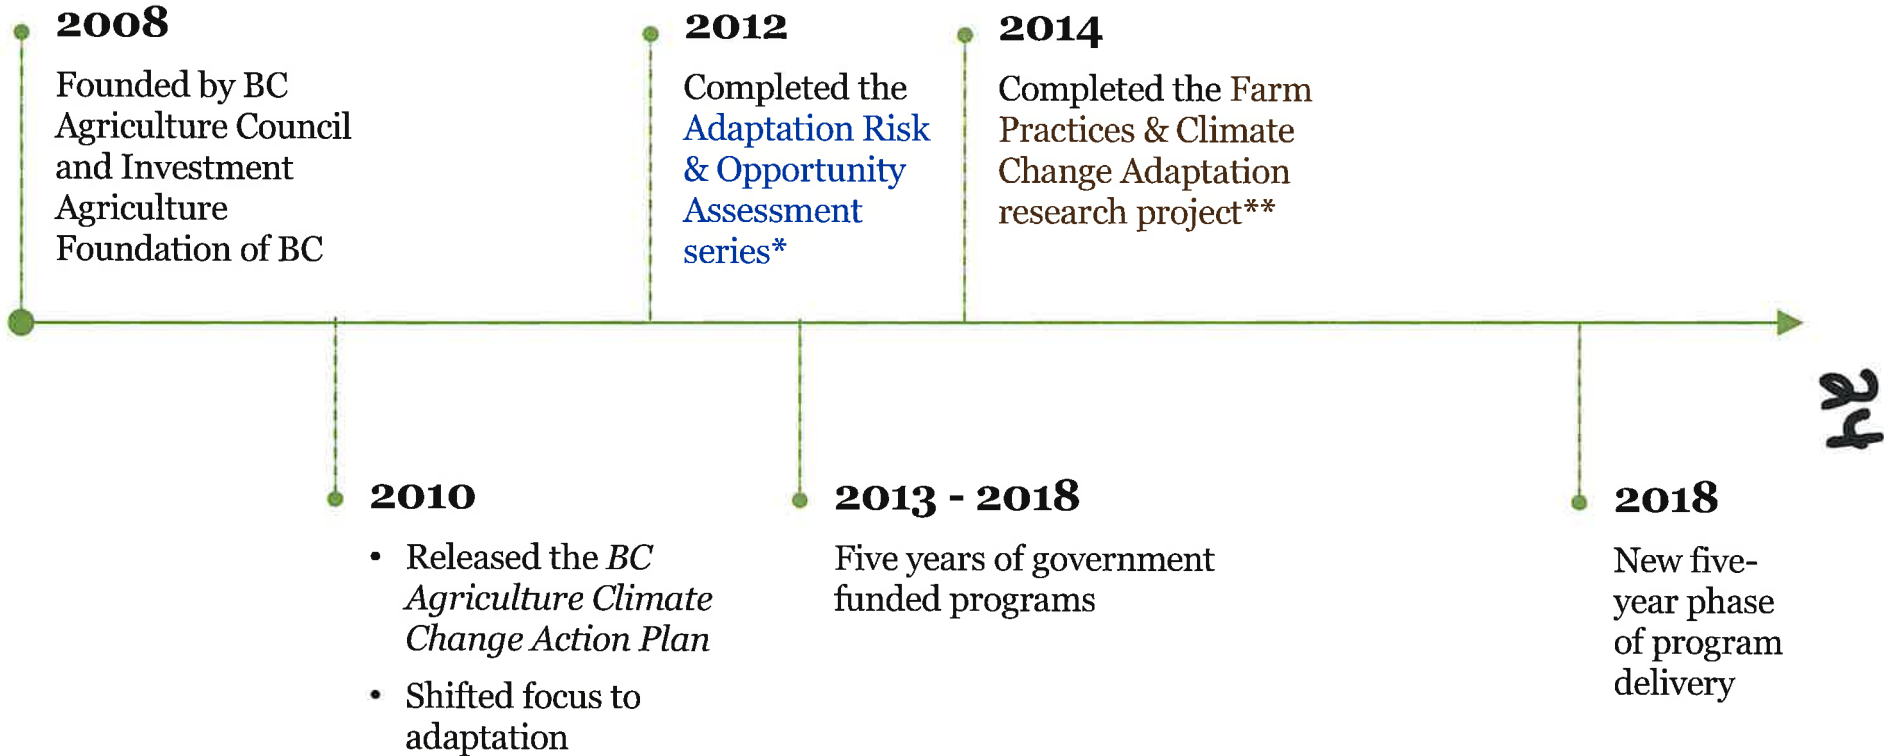 2008
Founded by BC
Agriculture Council
and Investment
Agriculture
Foundation of BC
2012
Completed the
Adaptation Risk
& Opportunity
Assessment
series*
2014
Completed the Farm
Practices & Climate
Change Adaptation
research project**
2010
• Released the BC
Agriculture Climate
Change Action Plan
• Shifted focus to
adaptation
2013 - 2018
Five years of government
funded programs
2018
New five-
year phase
of program
delivery
24